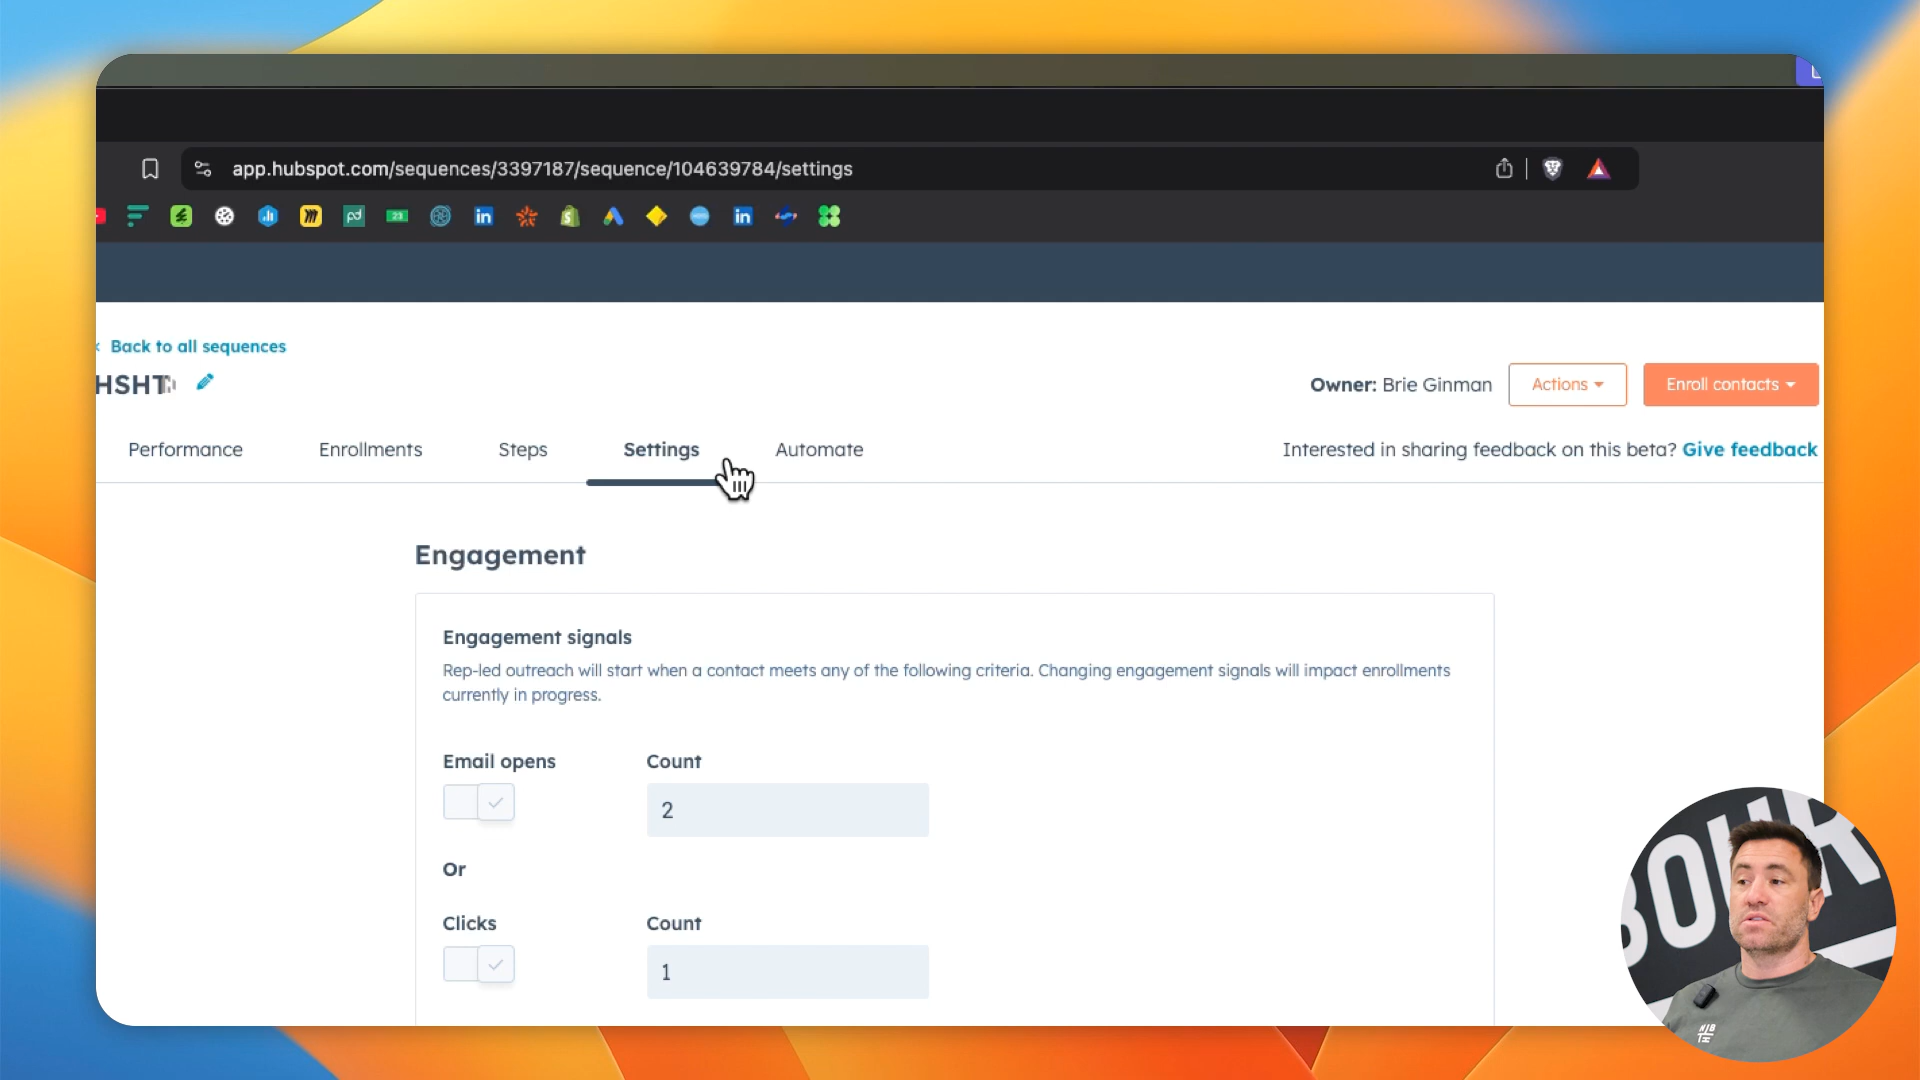 app.hubspot.com/sequences/3397187/sequence/104639784/settings
23
Back to all sequences
HSHT
Owner: Brie Ginman
Actions
Enroll contacts
Performance
Enrollments
Steps
Settings
Automate
Interested in sharing feedback on this beta? Give feedback
Engagement
Engagement signals
Rep-led outreach will start when a contact meets any of the following criteria. Changing engagement signals will impact enrollments
currently in progress.
Email opens
Count
2
Or
Clicks
Count
1